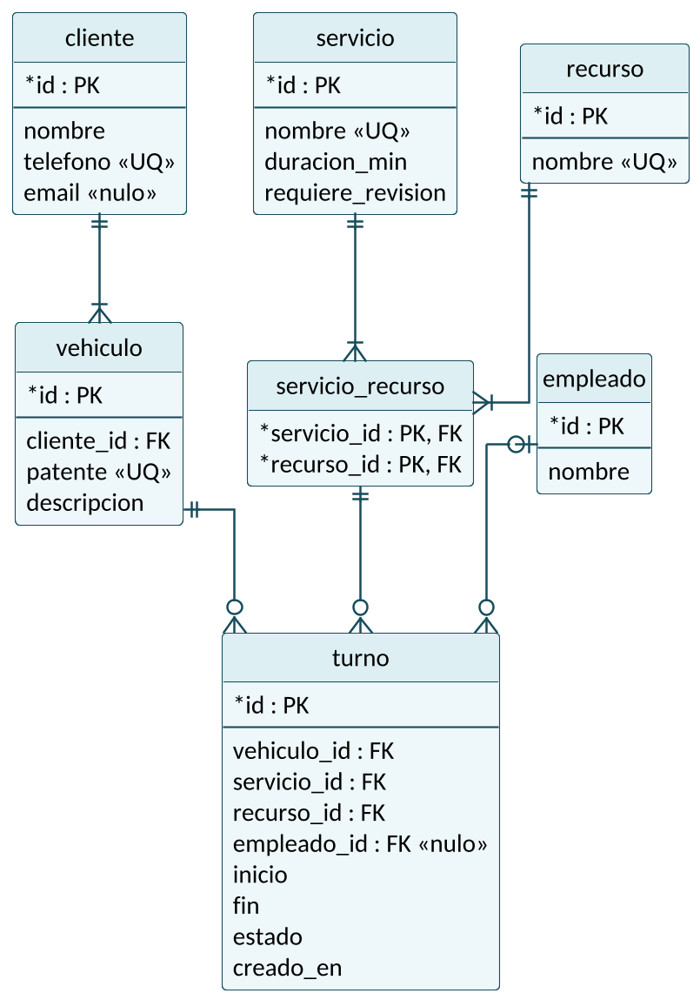 cliente
*id : PK
nombre
telefono «UQ»
email «nulo»
servicio
*id : PK
nombre «UQ»
duracion_min
requiere_revision
recurso
*id : PK
nombre «UQ»
vehiculo
*id : PK
cliente_id : FK
patente «UQ»
descripcion
servicio_recurso
*servicio_id : PK, FK
*recurso_id : PK, FK
empleado
*id : PK
nombre
turno
*id : PK
vehiculo_id : FK
servicio_id : FK
recurso_id : FK
empleado_id : FK «nulo»
inicio
fin
estado
creado_en